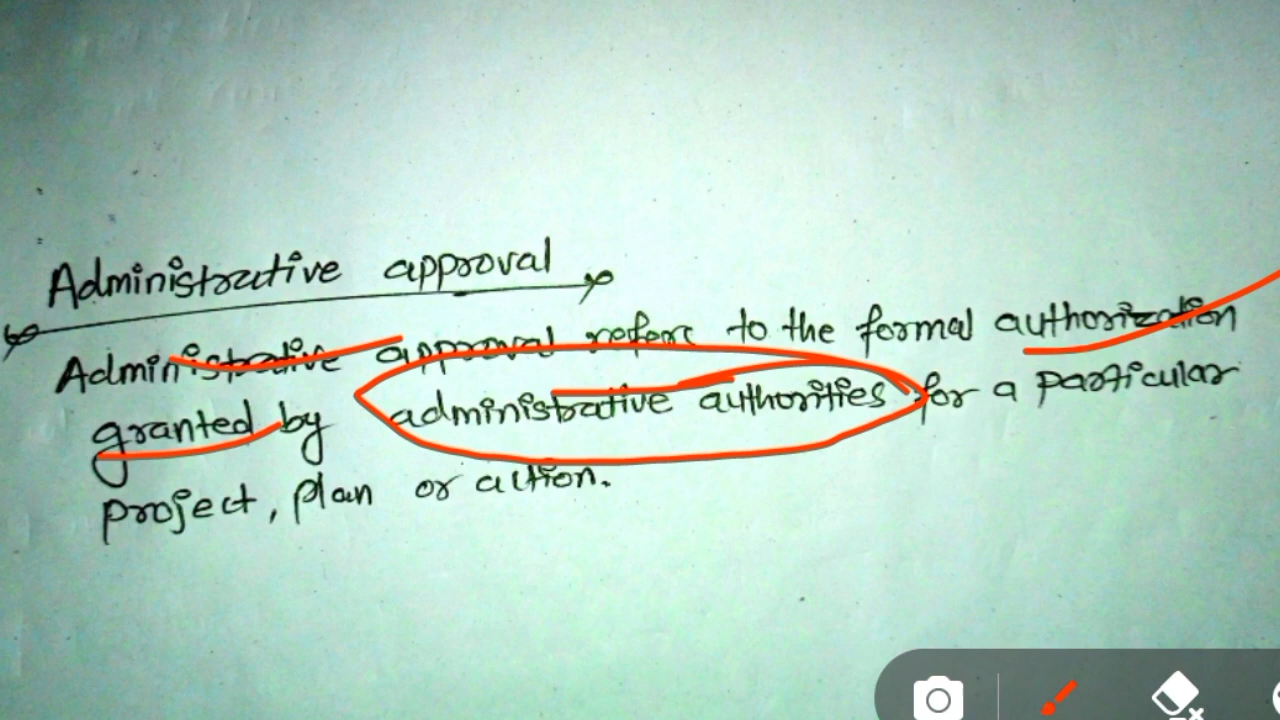 Administrative approval
Administrative approval refers to the formal authorization
granted by administrative authorities for a particular
project, plan or action.